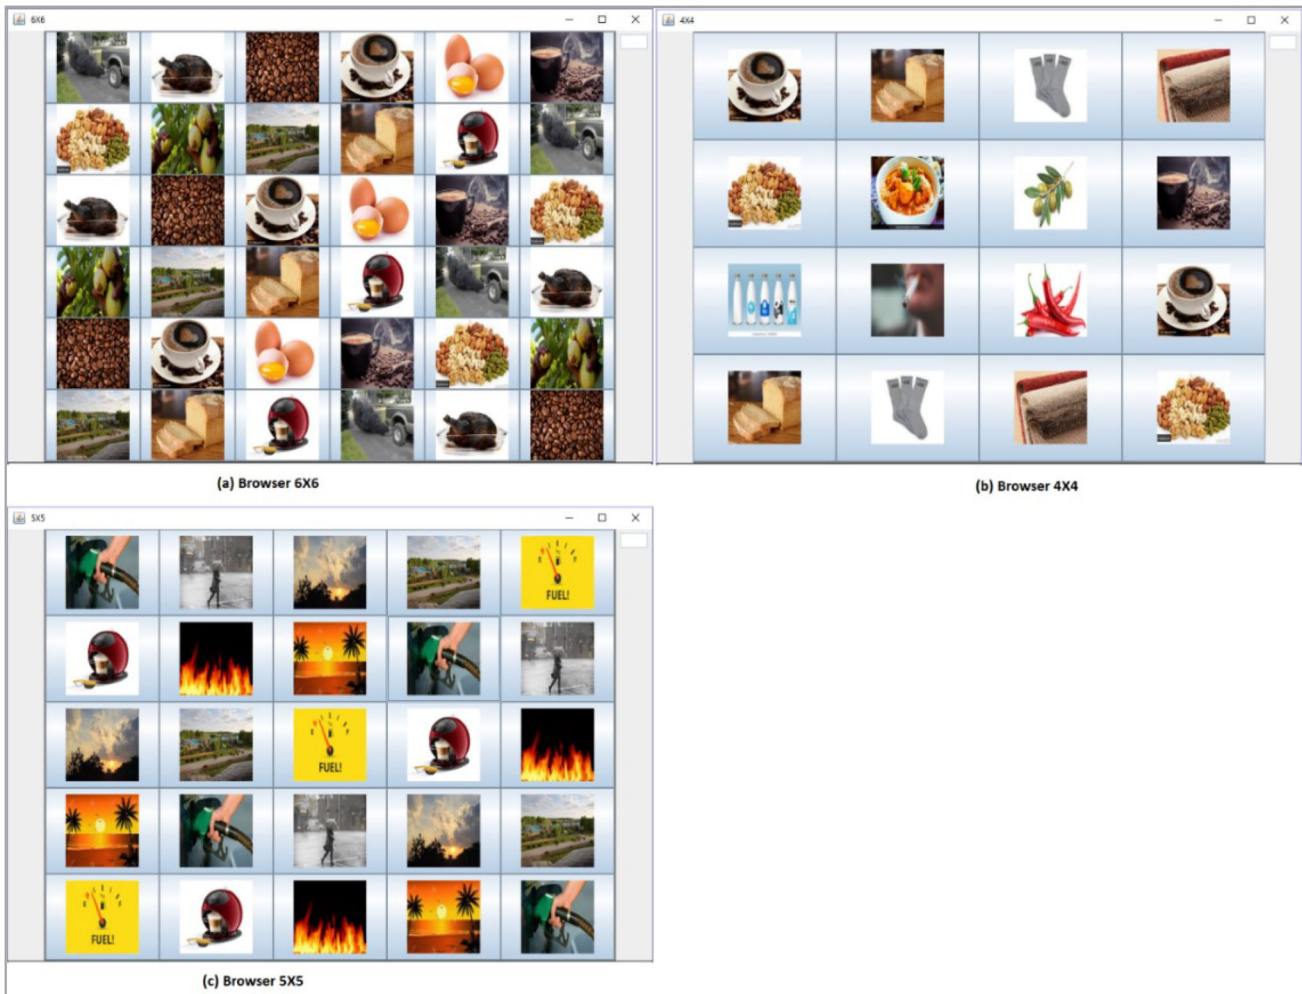 6X6
4X4
(a) Browser 6X6
(b) Browser 4X4
5X5
FUEL!
FUEL!
FUEL!
(c) Browser 5X5